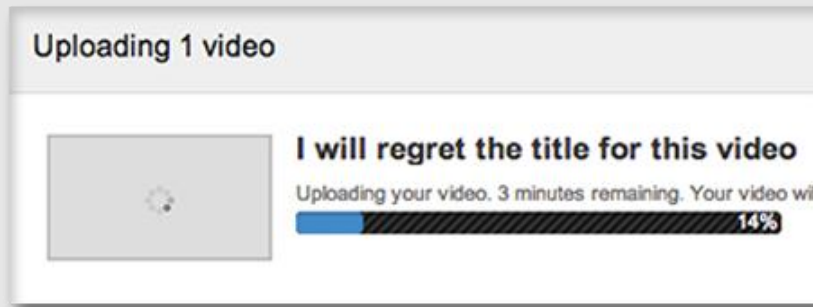 Uploading 1 video
I will regret the title for this video
Uploading your video. 3 minutes remaining. Your video wi
14%